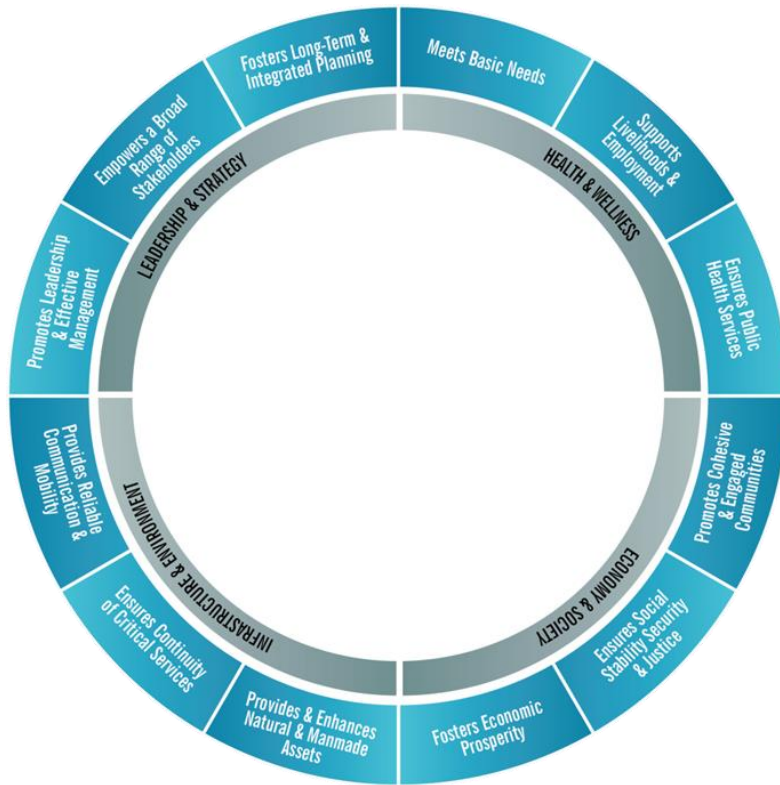 Meets Basic Needs
Supports
Livelihoods &
Employment
Ensures Public
Health Services
Promotes Cohesive
& Engaged
Communities
Ensures Social
Stability Security
& Justice
Fosters Economic
Prosperity
Provides & Enhances
Natural & Manmade
Assets
Ensures Continuity
of Critical Services
Provides Reliable
Communication &
Mobility
Promotes Leadership
& Effective
Management
Empowers a Broad
Range of
Stakeholders
Fosters Long-Term &
Integrated Planning
HEALTH & WELLNESS
ECONOMY & SOCIETY
INFRASTRUCTURE & ENVIRONMENT
LEADERSHIP & STRATEGY